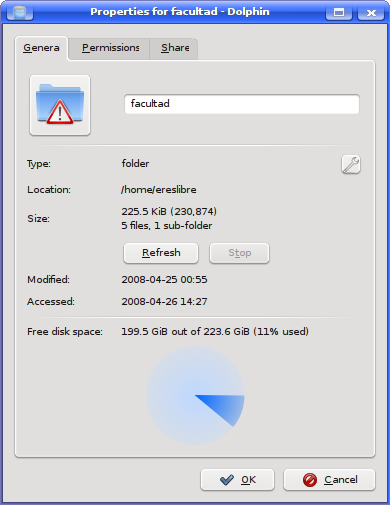 Properties for facultad - Dolphin
Genera Permissions Share
facultad
Type: folder
Location: /home/ereslibre
Size: 225.5 KiB (230,874)
5 files, 1 sub-folder
Refresh Stop
Modified: 2008-04-25 00:55
Accessed: 2008-04-26 14:27
Free disk space: 199.5 GiB out of 223.6 GiB (11% used)
OK Cancel